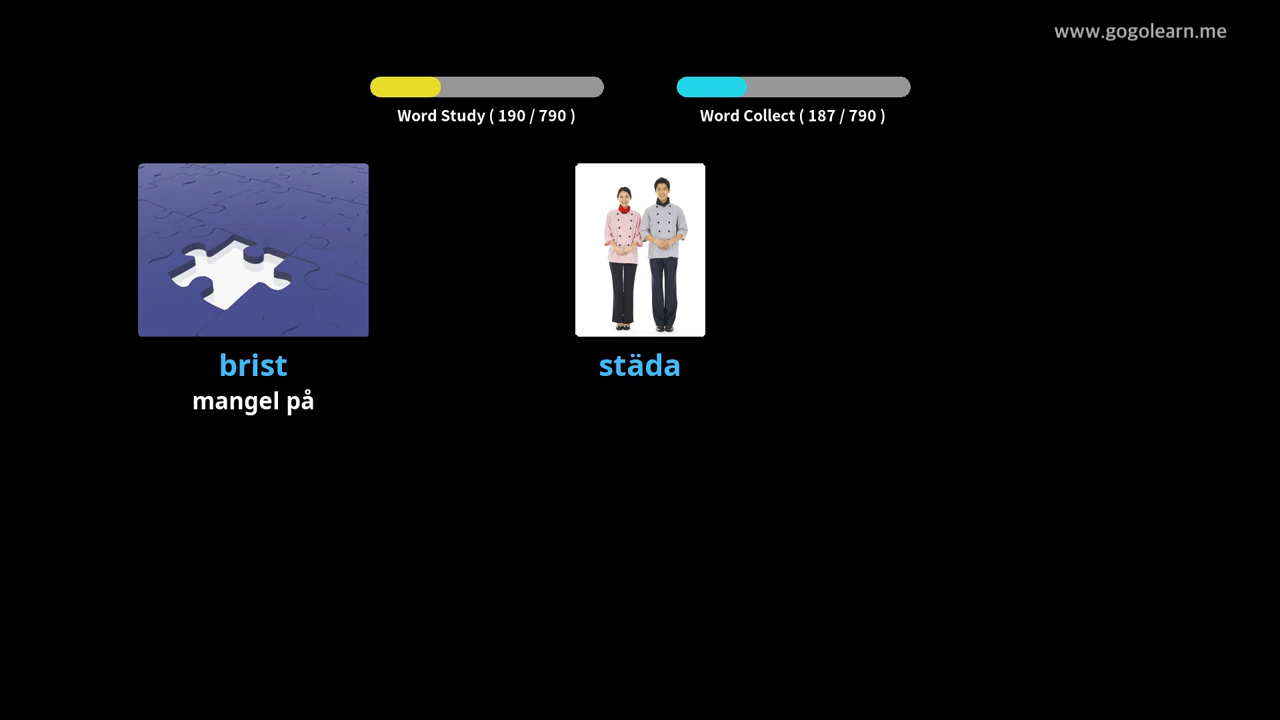 www.gogolearn.me
Word Study ( 190 / 790 )
Word Collect ( 187 / 790 )
brist
mangel på
städa